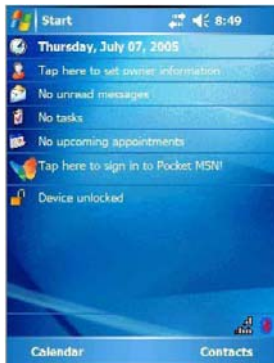 Start 8:49
Thursday, July 07, 2005
Tap here to set owner information
No unread messages
No tasks
No upcoming appointments
Tap here to sign in to Pocket MSN!
Device unlocked
Calendar Contacts